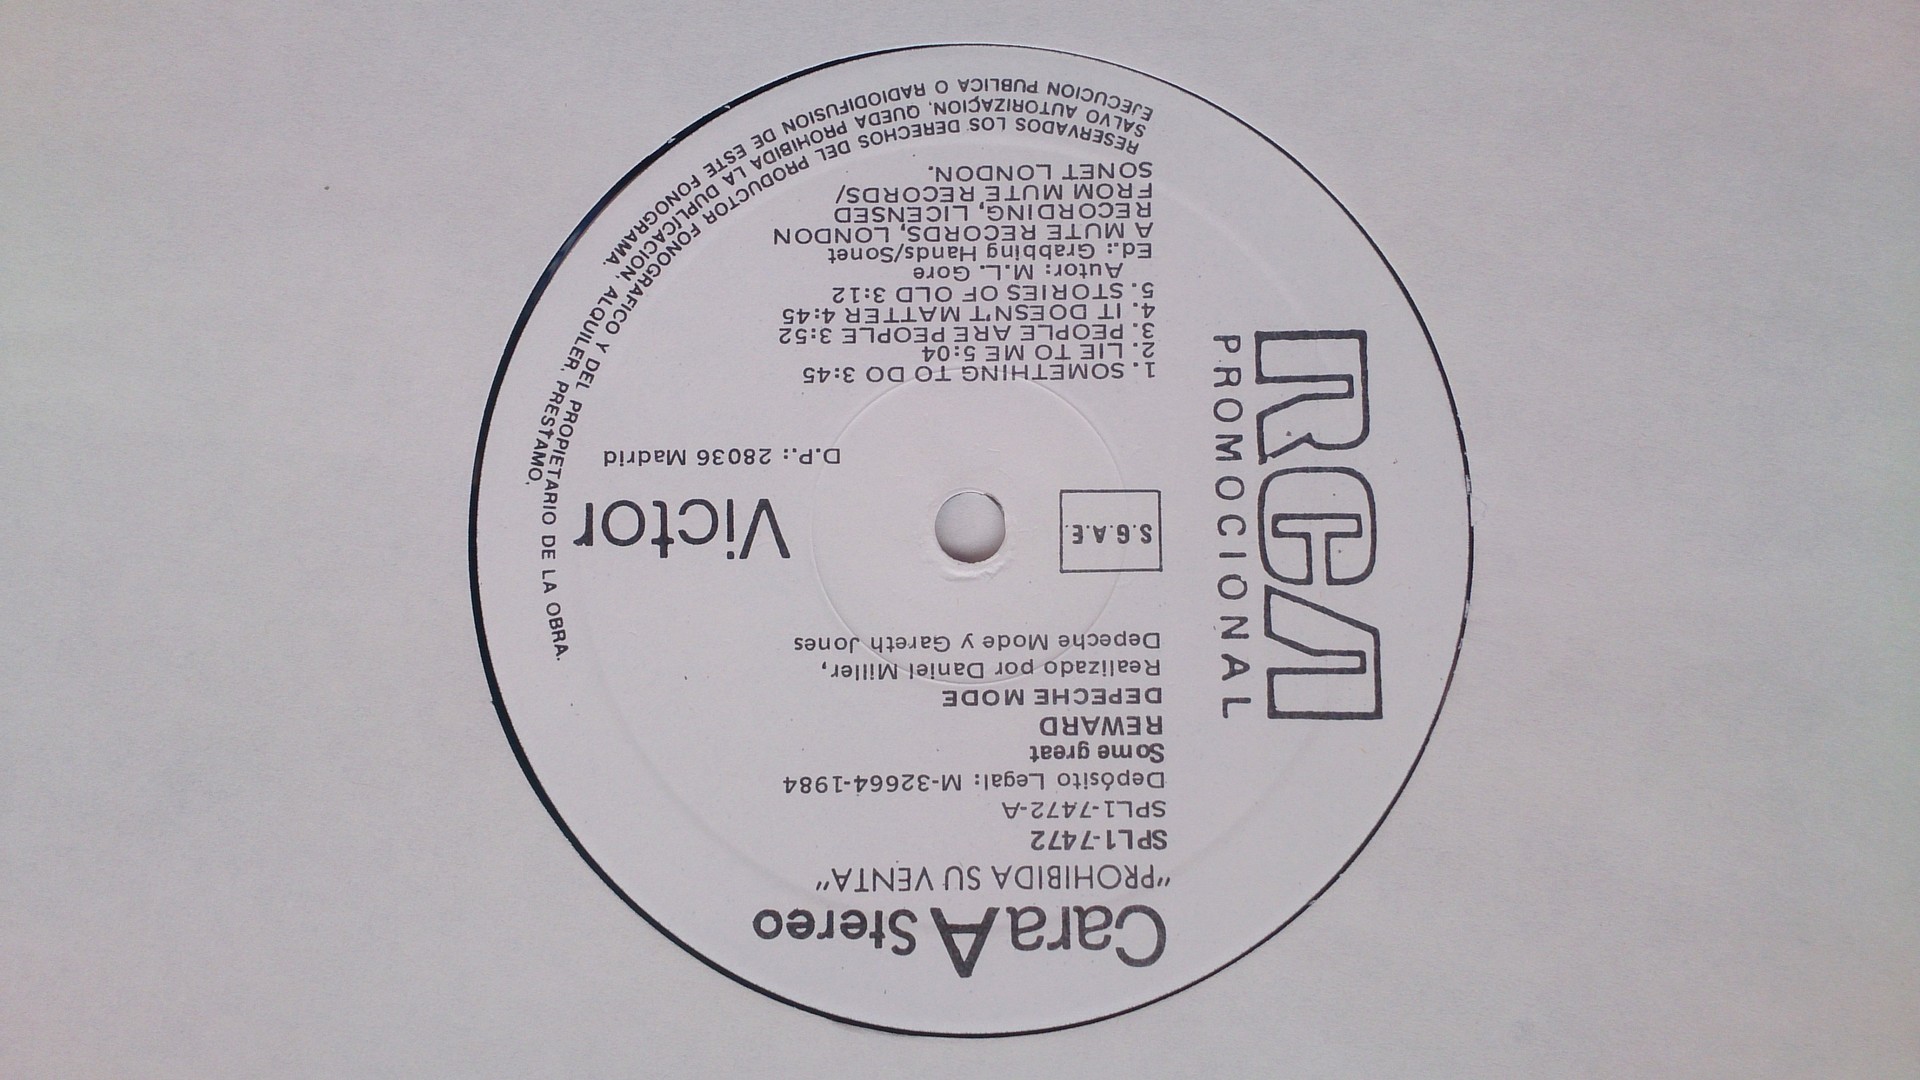 Cara A Stereo
"PROHIBIDA SU VENTA"
SPL1-7472
SPL1-7472-A
Depósito Legal: M-32664-1984
Some great
REWARD
DEPECHE MODE
Realizado por Daniel Miller,
Depeche Mode y Gareth Jones
RCA
PROMOCIONAL
S.G.A.E.
Victor
D.P.: 28036 Madrid
1. SOMETHING TO DO 3:45
2. LIE TO ME 5:04
3. PEOPLE ARE PEOPLE 3:52
4. IT DOESN'T MATTER 4:45
5. STORIES OF OLD 3:12
Autor: M.L. Gore
Ed.: Grabbing Hands/Sonet
A MUTE RECORDS, LONDON
RECORDING, LICENSED
FROM MUTE RECORDS/
SONET LONDON.
RESERVADOS LOS DERECHOS DEL PRODUCTOR FONOGRAFICO Y DEL PROPIETARIO DE LA OBRA.
SALVO AUTORIZACION, QUEDA PROHIBIDA LA DUPLICACION, ALQUILER, PRESTAMO,
EJECUCION PUBLICA O RADIODIFUSION DE ESTE FONOGRAMA.